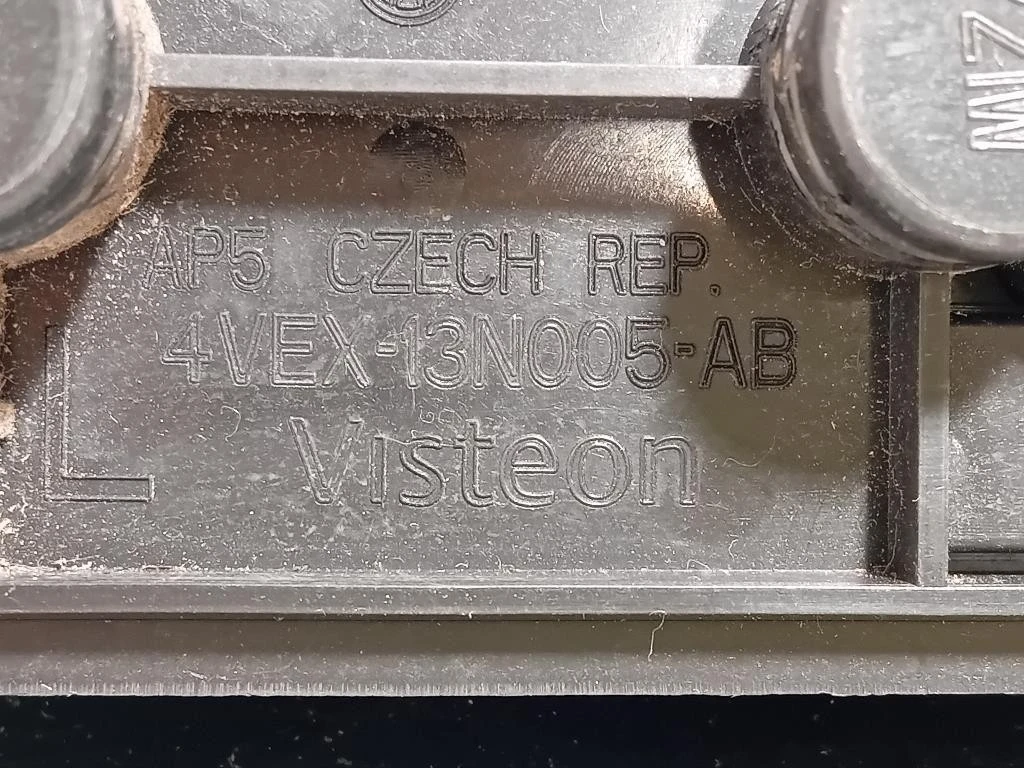 AP5 CZECH REP.
4VEX-13N005-AB
Visteon
L